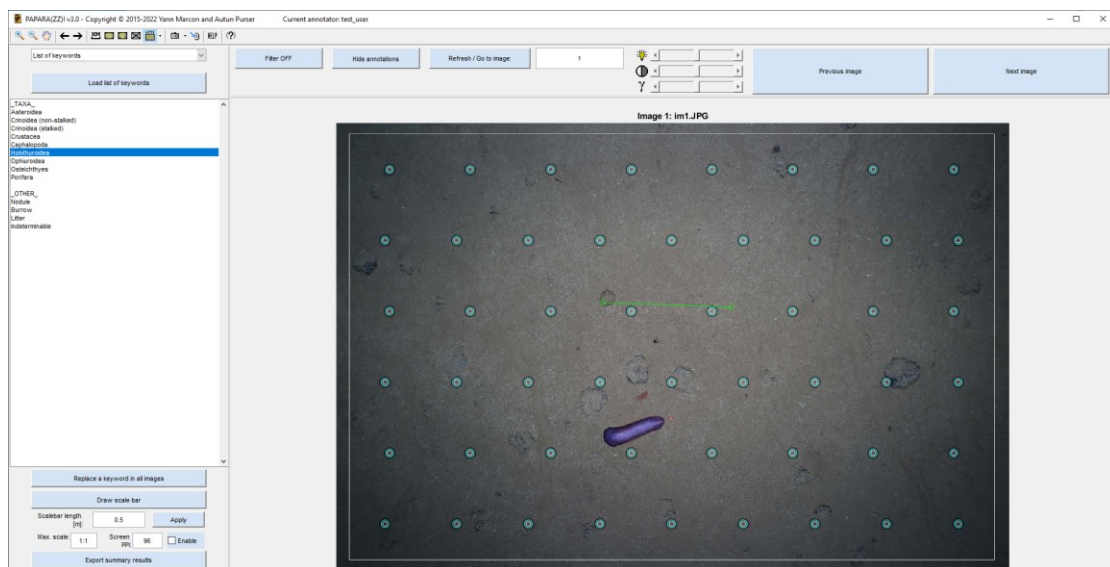 PAPARA(ZZ)I v3.0 - Copyright © 2015-2022 Yann Marcon and Autun Purser Current annotator: test_user
HELP
List of keywords
Load list of keywords
Filter OFF
Hide annotations
Refresh / Go to image:
1
γ
Previous image
Next image
_TAXA_
Asteroidea
Crinoidea (non-stalked)
Crinoidea (stalked)
Crustacea
Cephalopoda
Holothuroidea
Ophiuroidea
Osteichthyes
Porifera
_OTHER_
Nodule
Burrow
Litter
Indeterminable
Image 1: im1.JPG
Replace a keyword in all images
Draw scale bar
Scalebar length
[m]:
0.5
Apply
Max. scale:
1:1
Screen
PPI:
96
Enable
Export summary results